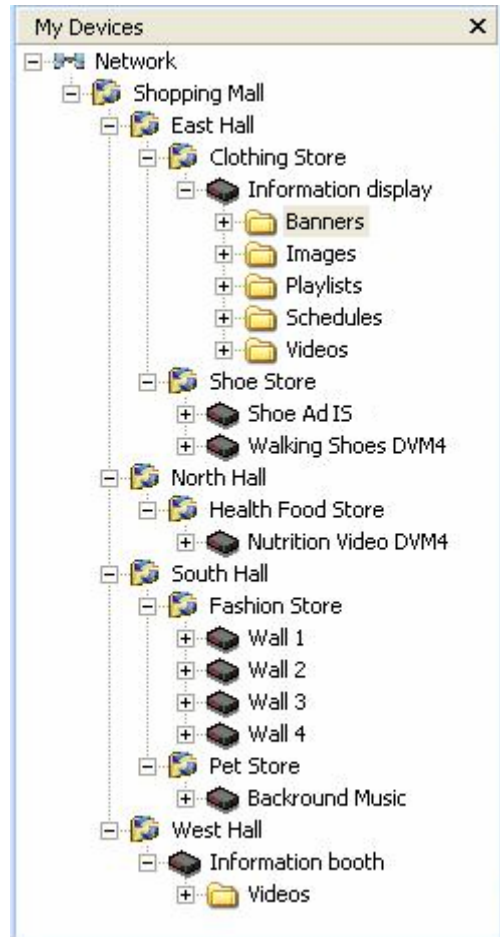 My Devices
Network
Shopping Mall
East Hall
Clothing Store
Information display
Banners
Images
Playlists
Schedules
Videos
Shoe Store
Shoe Ad IS
Walking Shoes DVM4
North Hall
Health Food Store
Nutrition Video DVM4
South Hall
Fashion Store
Wall 1
Wall 2
Wall 3
Wall 4
Pet Store
Backround Music
West Hall
Information booth
Videos